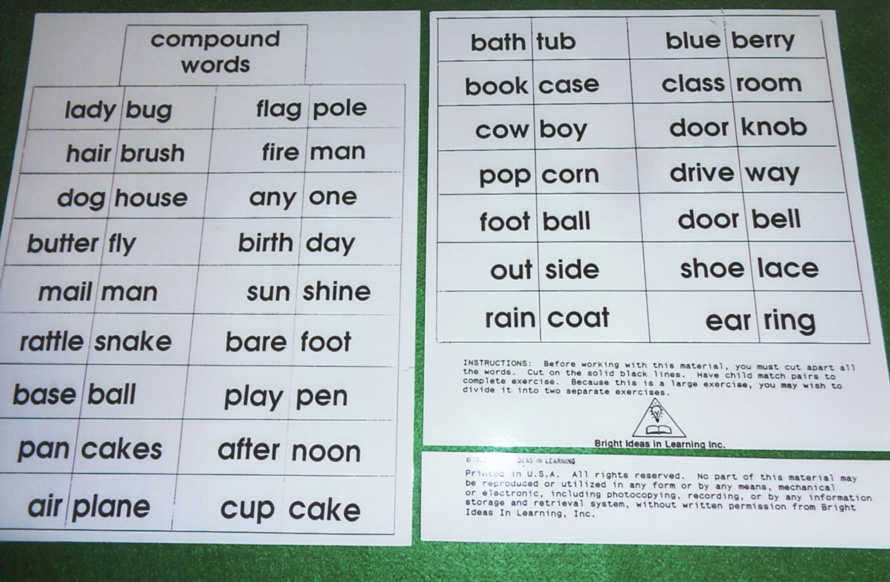 compound
words
lady bug flag pole
hair brush fire man
dog house any one
butter fly birth day
mail man sun shine
rattle snake bare foot
base ball play pen
pan cakes after noon
air plane cup cake
bath tub blue berry
book case class room
cow boy door knob
pop corn drive way
foot ball door bell
out side shoe lace
rain coat ear ring
INSTRUCTIONS: Before working with this material, you must cut apart all
the words. Cut on the solid black lines. Have child match pairs to
complete exercise. Because this is a large exercise, you may wish to
divide it into two separate exercises.
Bright Ideas in Learning Inc.
IDEAS IN LEARNING
Printed in U.S.A. All rights reserved. No part of this material may
be reproduced or utilized in any form or by any means, mechanical
or electronic, including photocopying, recording, or by any information
storage and retrieval system, without written permission from Bright
Ideas In Learning, Inc.